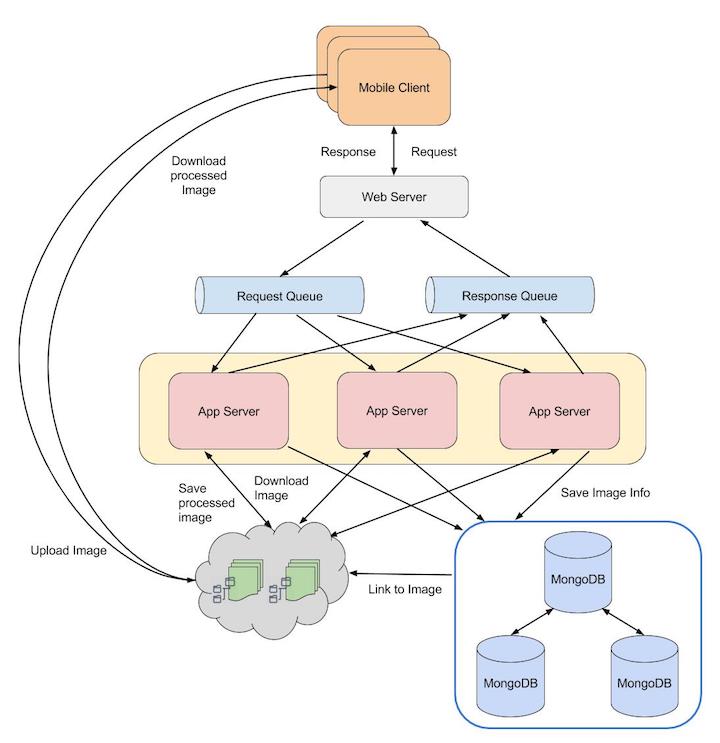 Mobile Client
Download
processed
Image
Response
Request
Web Server
Request Queue
Response Queue
App Server
App Server
App Server
Save
processed
image
Download
Image
Save Image Info
Upload Image
Link to Image
MongoDB
MongoDB
MongoDB